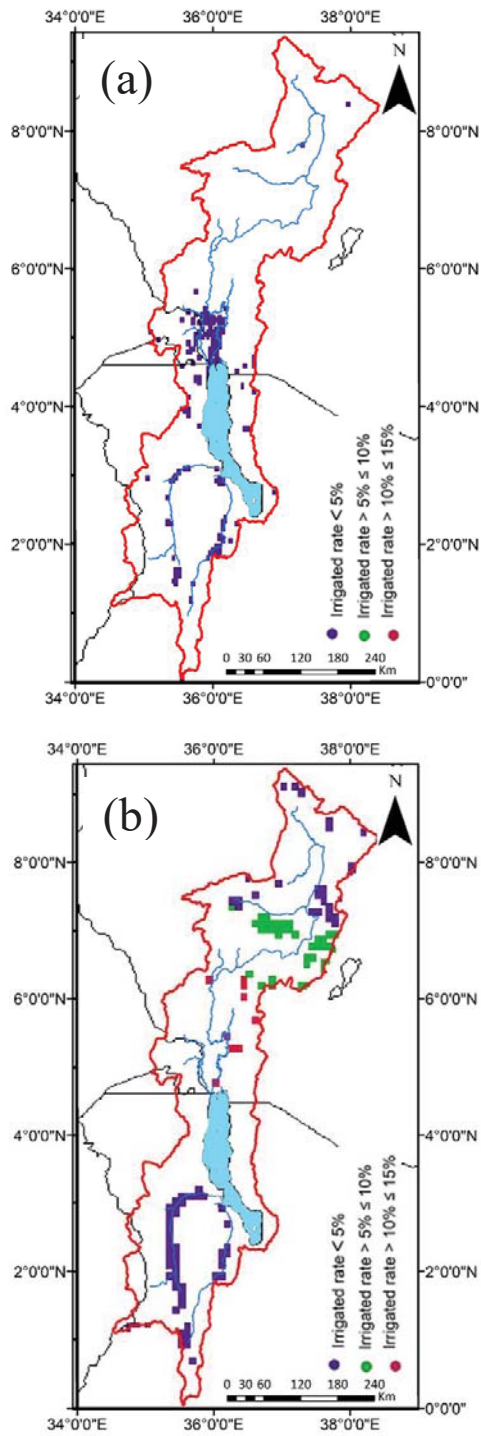 34°0'0"E 36°0'0"E 38°0'0"E
(a)
N
8°0'0"N 8°0'0"N
6°0'0"N 6°0'0"N
4°0'0"N 4°0'0"N
2°0'0"N 2°0'0"N
Irrigated rate < 5%
Irrigated rate > 5% ≤ 10%
Irrigated rate > 10% ≤ 15%
0 30 60 120 180 240
Km
0°0'0"
34°0'0"E 36°0'0"E 38°0'0"E
34°0'0"E 36°0'0"E 38°0'0"E
(b)
N
8°0'0"N 8°0'0"N
6°0'0"N 6°0'0"N
4°0'0"N 4°0'0"N
2°0'0"N 2°0'0"N
Irrigated rate < 5%
Irrigated rate > 5% ≤ 10%
Irrigated rate > 10% ≤ 15%
0 30 60 120 180 240
Km
0°0'0"N
34°0'0"E 36°0'0"E 38°0'0"E